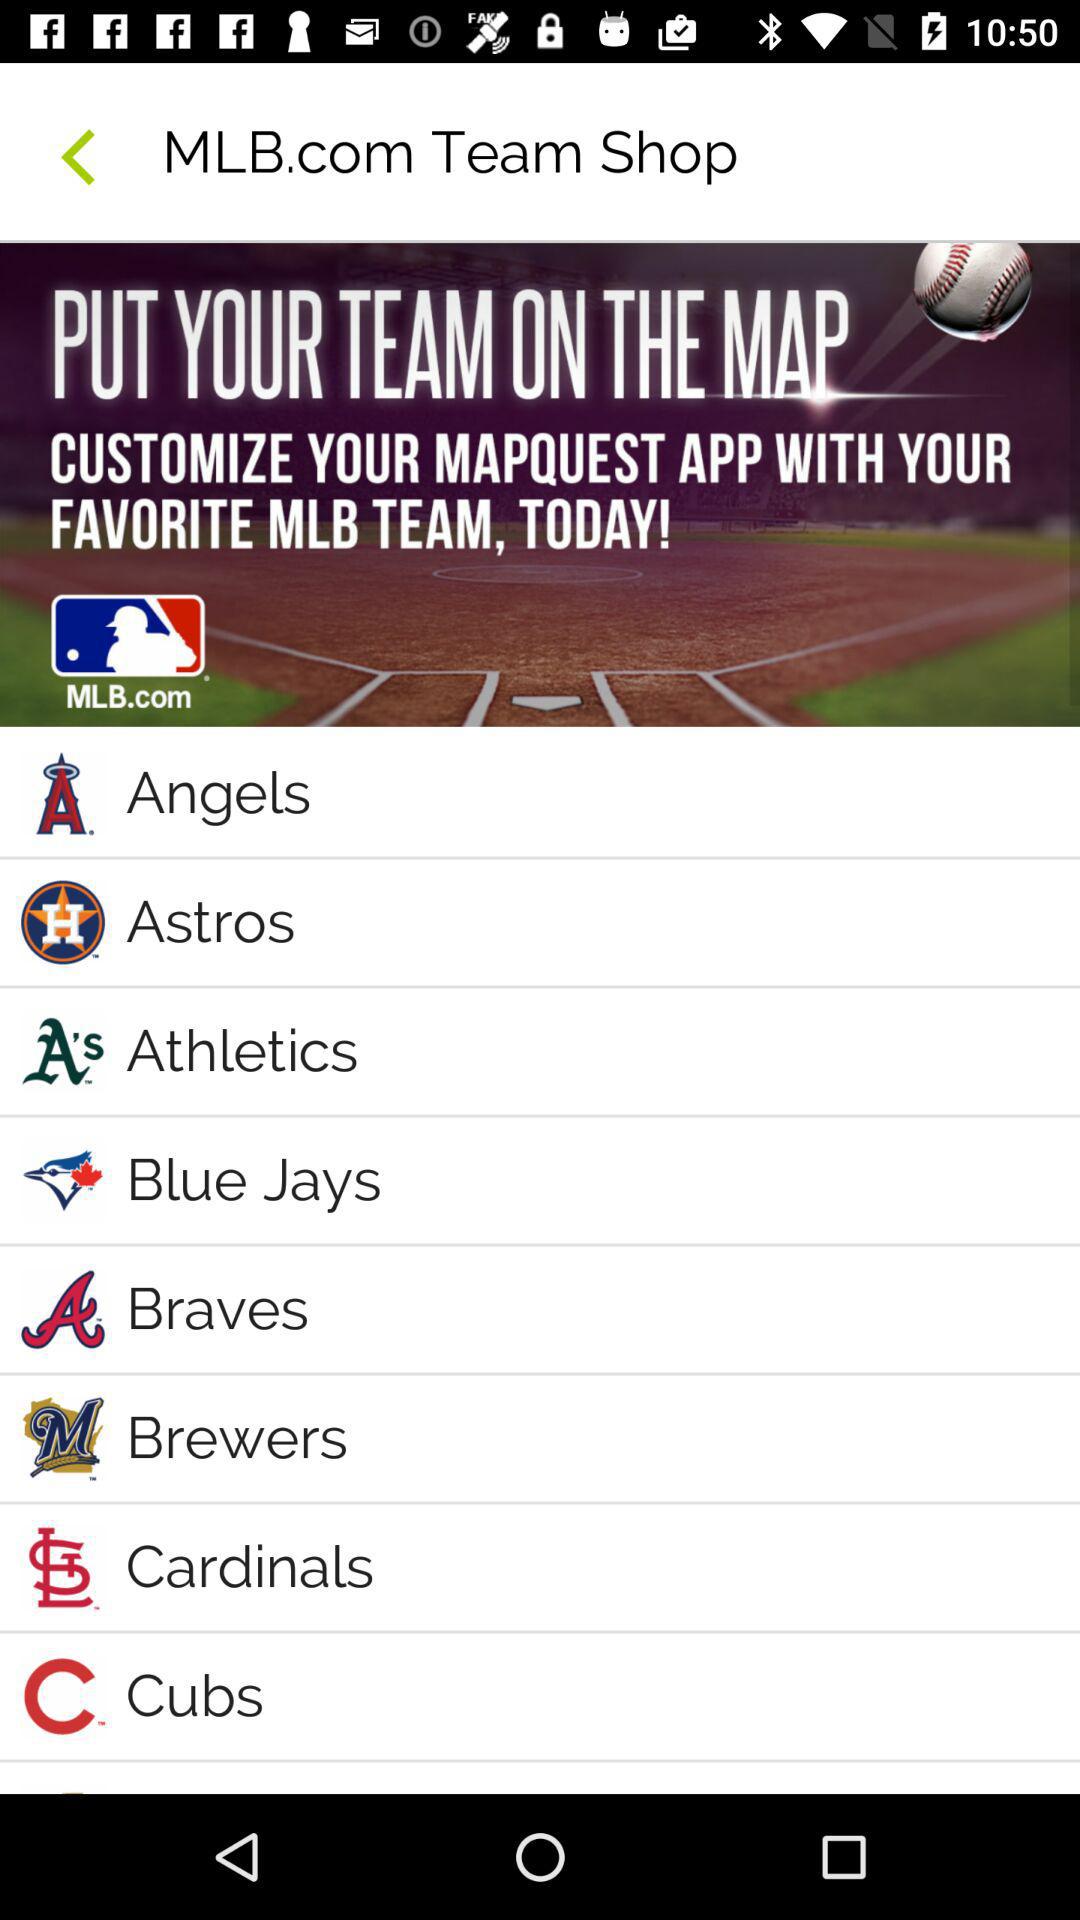 FAKE
10:50
MLB.com Team Shop
PUT YOUR TEAM ON THE MAP
CUSTOMIZE YOUR MAPQUEST APP WITH YOUR
FAVORITE MLB TEAM, TODAY!
MLB.com
Angels
Astros
A's Athletics
Blue Jays
Braves
Brewers
Cardinals
Cubs